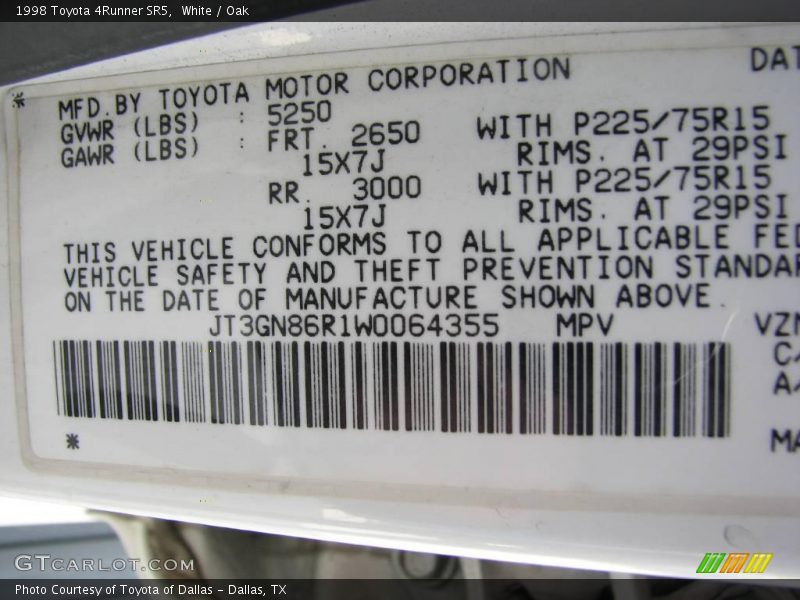 1998 Toyota 4Runner SR5, White / Oak
* MFD.BY TOYOTA MOTOR CORPORATION DAT
GVWR (LBS) : 5250
GAWR (LBS) : FRT. 2650 WITH P225/75R15
15X7J RIMS. AT 29PSI
RR. 3000 WITH P225/75R15
15X7J RIMS. AT 29PSI
THIS VEHICLE CONFORMS TO ALL APPLICABLE FED
VEHICLE SAFETY AND THEFT PREVENTION STANDAR
ON THE DATE OF MANUFACTURE SHOWN ABOVE.
JT3GN86R1W0064355 MPV VZN
C/
A/
*
MA
GTCARLOT.COM
Photo Courtesy of Toyota of Dallas - Dallas, TX